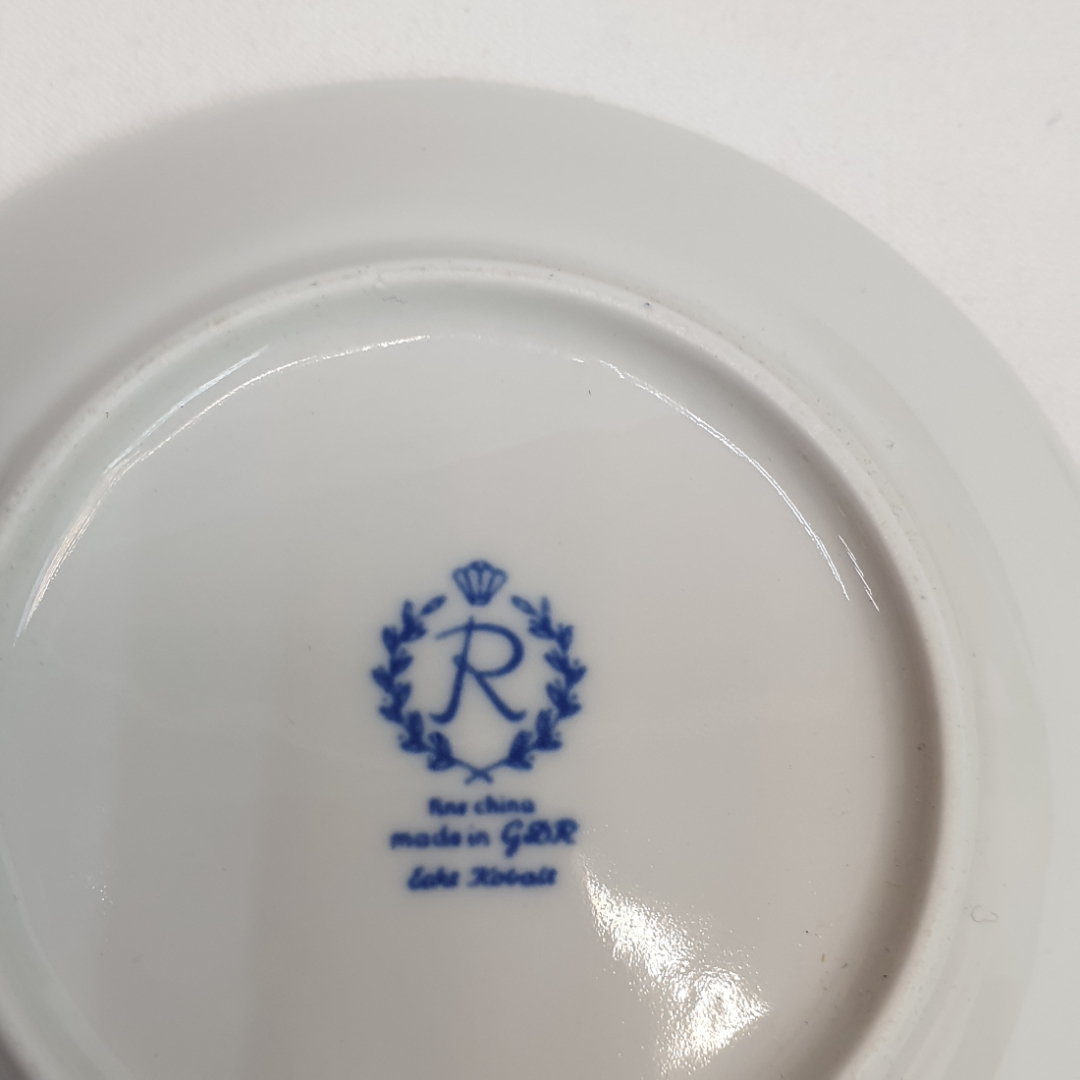 R
fine china
made in GDR
Echt Kobalt